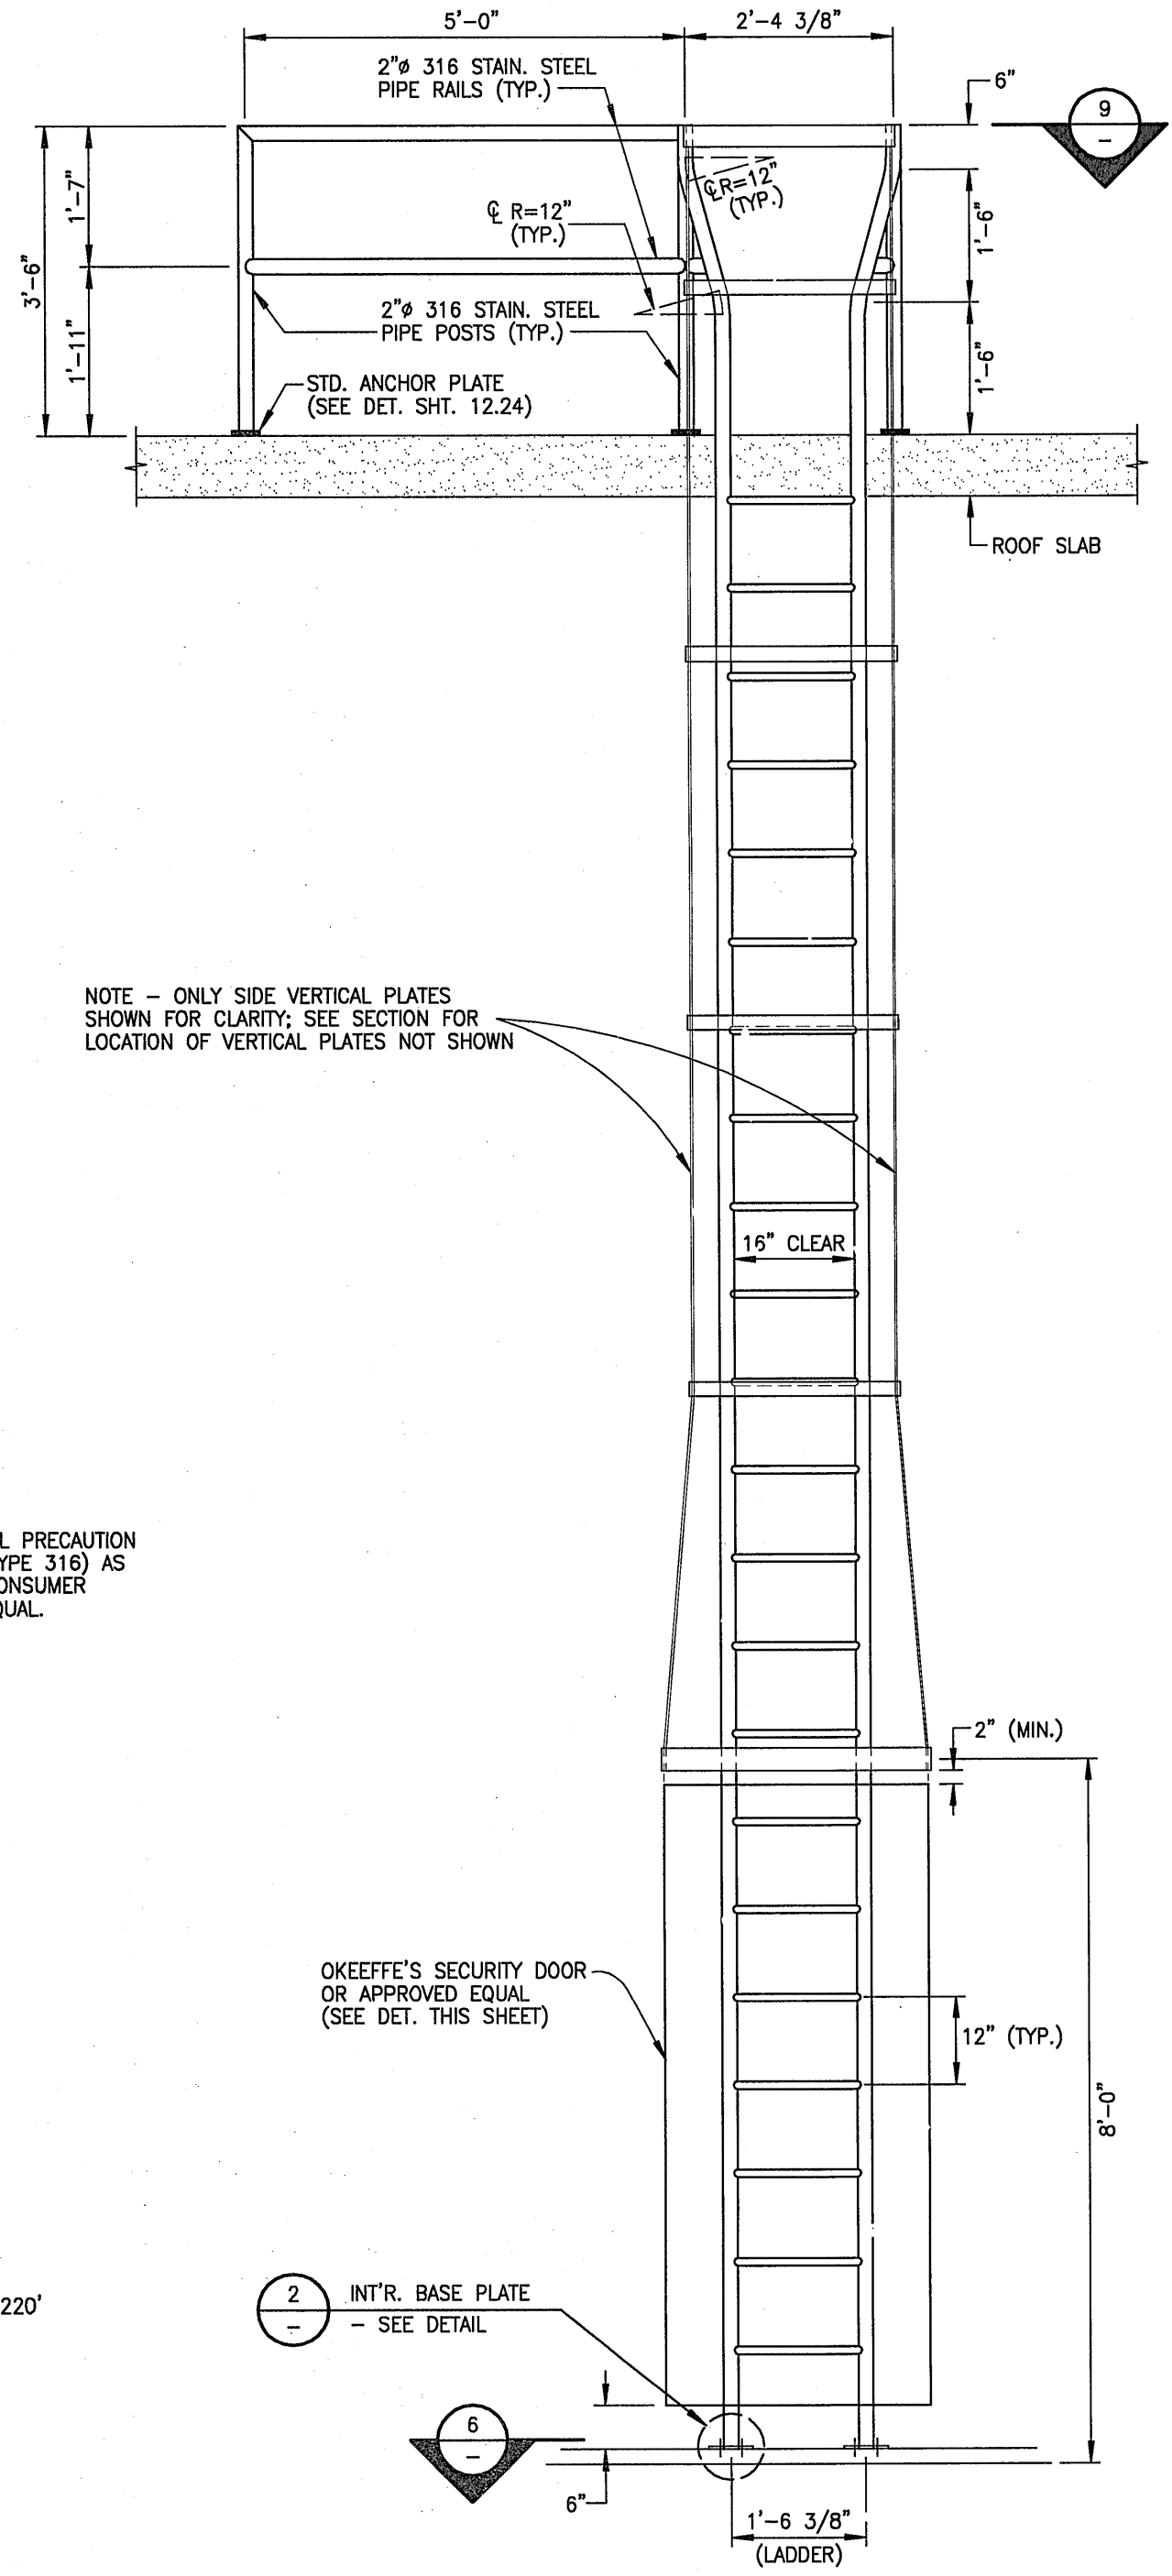 5'-0"
2'-4 3/8"
2"ø 316 STAIN. STEEL
PIPE RAILS (TYP.)
6"
9
-
1'-7"
3'-6"
1'-11"
℄ R=12"
(TYP.)
℄ R=12"
(TYP.)
1'-6"
1'-6"
2"ø 316 STAIN. STEEL
PIPE POSTS (TYP.)
STD. ANCHOR PLATE
(SEE DET. SHT. 12.24)
ROOF SLAB
NOTE - ONLY SIDE VERTICAL PLATES
SHOWN FOR CLARITY; SEE SECTION FOR
LOCATION OF VERTICAL PLATES NOT SHOWN
16" CLEAR
L PRECAUTION
YPE 316) AS
ONSUMER
QUAL.
2" (MIN.)
OKEEFFE'S SECURITY DOOR
OR APPROVED EQUAL
(SEE DET. THIS SHEET)
12" (TYP.)
8'-0"
220'
2
-
INT'R. BASE PLATE
- SEE DETAIL
6
-
6"
1'-6 3/8"
(LADDER)